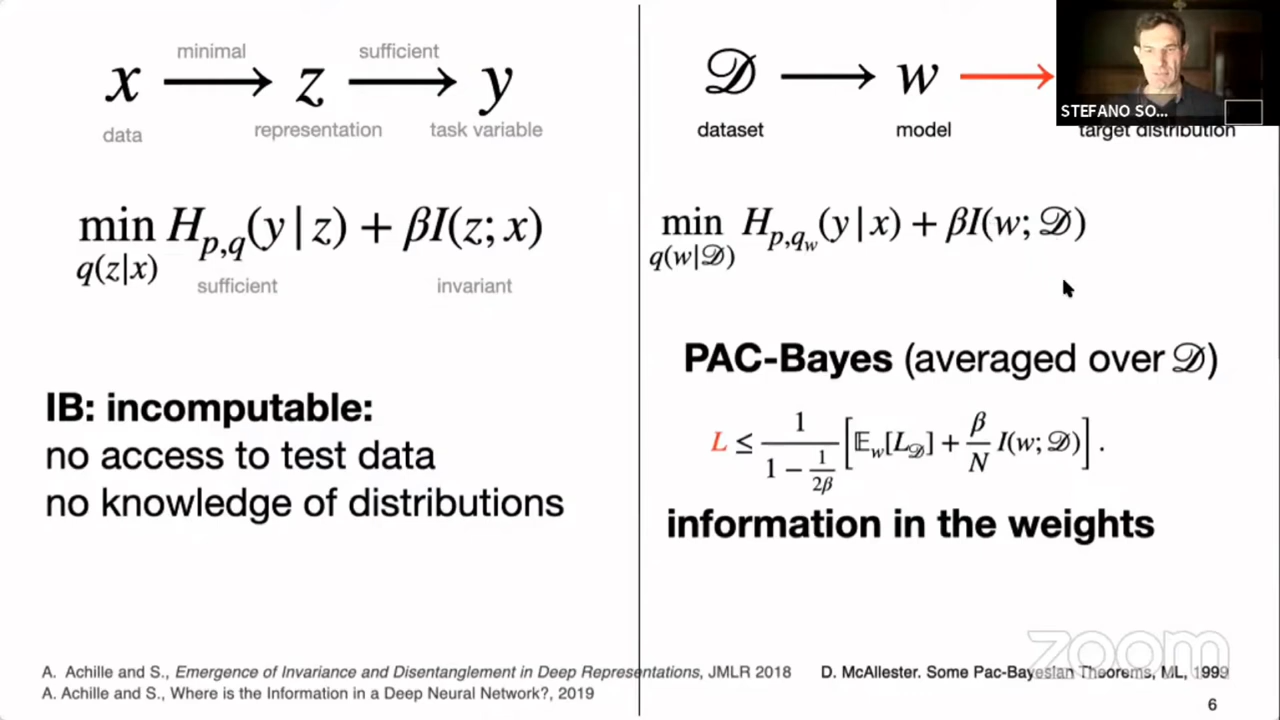 minimal sufficient
x → z → y
data representation task variable
min H_{p,q}(y|z) + βI(z; x)
q(z|x)
sufficient invariant
IB: incomputable:
no access to test data
no knowledge of distributions
𝒟 → w →
dataset model target distribution
min H_{p,q_w}(y|x) + βI(w; 𝒟)
q(w|𝒟)
PAC-Bayes (averaged over 𝒟)
L ≤ \frac{1}{1 − \frac{1}{2β}} [𝔼_w[L_𝒟] + \frac{β}{N} I(w; 𝒟)] .
information in the weights
A. Achille and S., Emergence of Invariance and Disentanglement in Deep Representations, JMLR 2018
A. Achille and S., Where is the Information in a Deep Neural Network?, 2019
D. McAllester. Some Pac-Bayesian Theorems, ML, 1999
6
STEFANO SO...
zoom